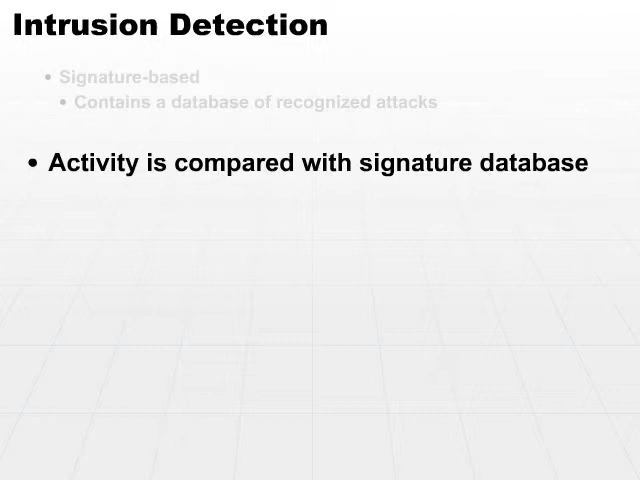 Intrusion Detection
• Signature-based
• Contains a database of recognized attacks
• Activity is compared with signature database